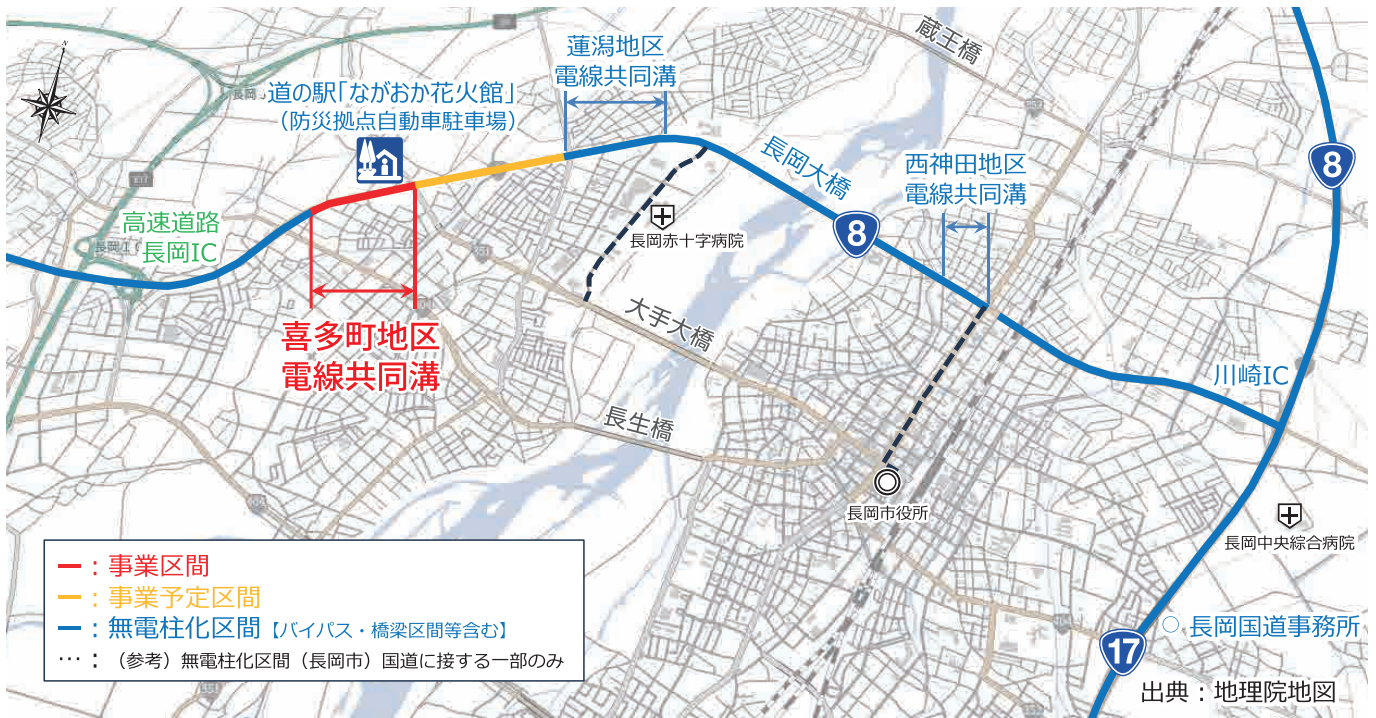 N
蔵王橋
蓮潟地区
電線共同溝
道の駅「ながおか花火館」
（防災拠点自動車駐車場）
長岡大橋
西神田地区
電線共同溝
8
8
高速道路
長岡IC
長岡赤十字病院
喜多町地区
電線共同溝
大手大橋
川崎IC
長生橋
長岡市役所
長岡中央綜合病院
ー：事業区間
ー：事業予定区間
ー：無電柱化区間【バイパス・橋梁区間等含む】
…：（参考）無電柱化区間（長岡市）国道に接する一部のみ
○ 長岡国道事務所
17
出典：地理院地図